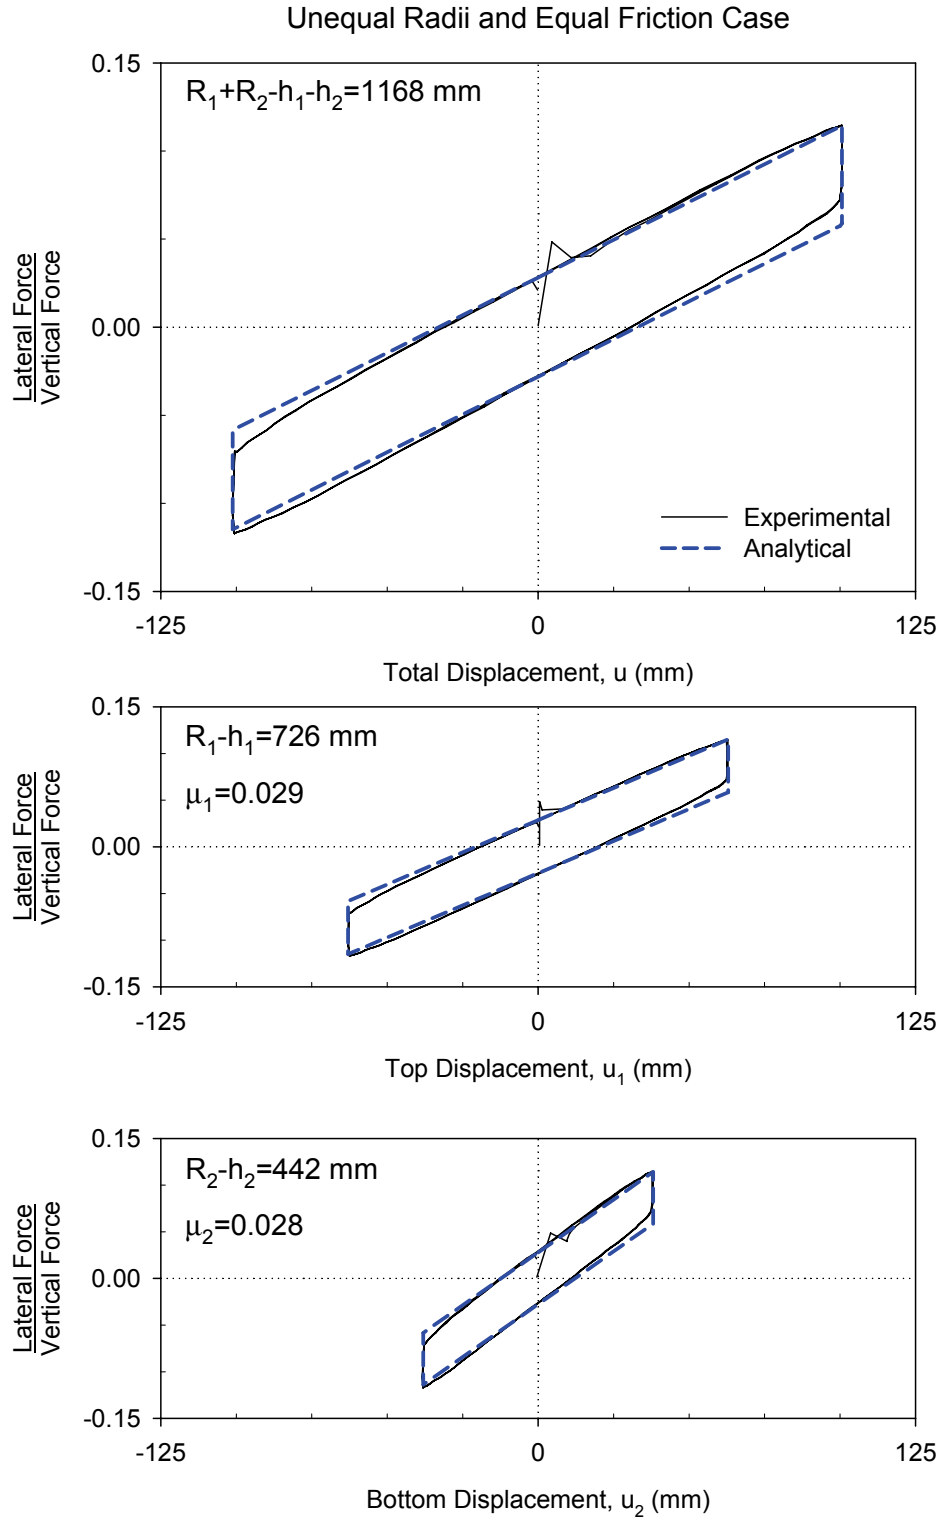 Unequal Radii and Equal Friction Case
0.15
R₁+R₂-h₁-h₂=1168 mm
Lateral Force
Vertical Force
0.00
Experimental
Analytical
-0.15
-125
0
125
Total Displacement, u (mm)
0.15
R₁-h₁=726 mm
μ₁=0.029
Lateral Force
Vertical Force
0.00
-0.15
-125
0
125
Top Displacement, u₁ (mm)
0.15
R₂-h₂=442 mm
μ₂=0.028
Lateral Force
Vertical Force
0.00
-0.15
-125
0
125
Bottom Displacement, u₂ (mm)